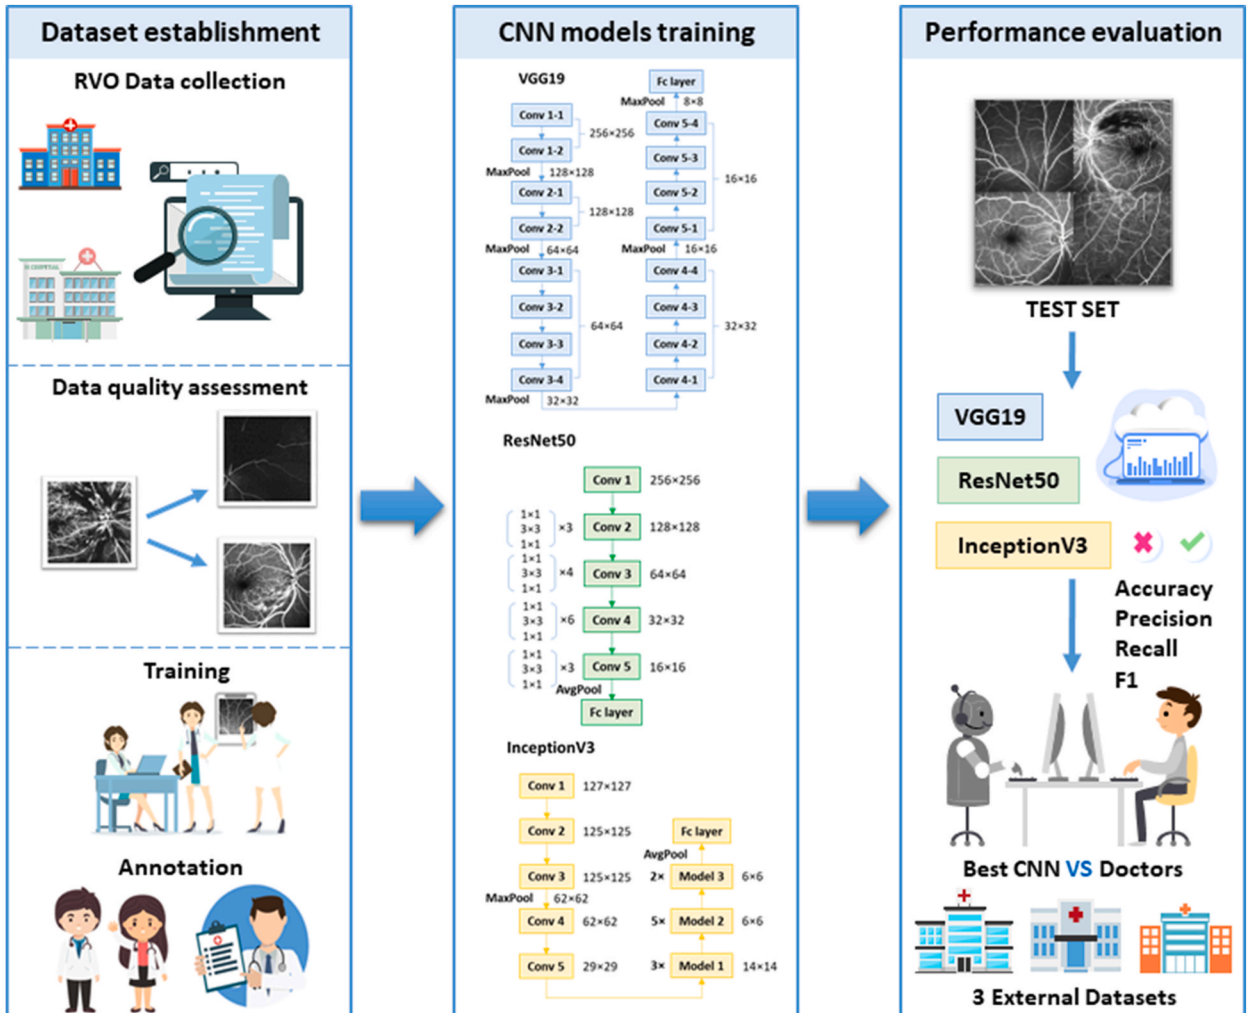 Dataset establishment
RVO Data collection
HOSPITAL
Data quality assessment
Training
Annotation
CNN models training
VGG19
Conv 1-1
256×256
Conv 1-2
MaxPool
128×128
Conv 2-1
128×128
Conv 2-2
MaxPool
64×64
Conv 3-1
Conv 3-2
64×64
Conv 3-3
Conv 3-4
MaxPool
32×32
Fc layer
MaxPool
8×8
Conv 5-4
Conv 5-3
16×16
Conv 5-2
Conv 5-1
MaxPool
16×16
Conv 4-4
Conv 4-3
32×32
Conv 4-2
Conv 4-1
ResNet50
Conv 1
256×256
1×1
3×3
1×1
×3
Conv 2
128×128
1×1
3×3
1×1
×4
Conv 3
64×64
1×1
3×3
1×1
×6
Conv 4
32×32
1×1
3×3
1×1
×3
Conv 5
16×16
AvgPool
Fc layer
InceptionV3
Conv 1
127×127
Conv 2
125×125
Conv 3
125×125
MaxPool
62×62
Conv 4
62×62
Conv 5
29×29
Fc layer
AvgPool
2×
Model 3
6×6
5×
Model 2
6×6
3×
Model 1
14×14
Performance evaluation
TEST SET
VGG19
ResNet50
InceptionV3
Accuracy
Precision
Recall
F1
Best CNN VS Doctors
3 External Datasets